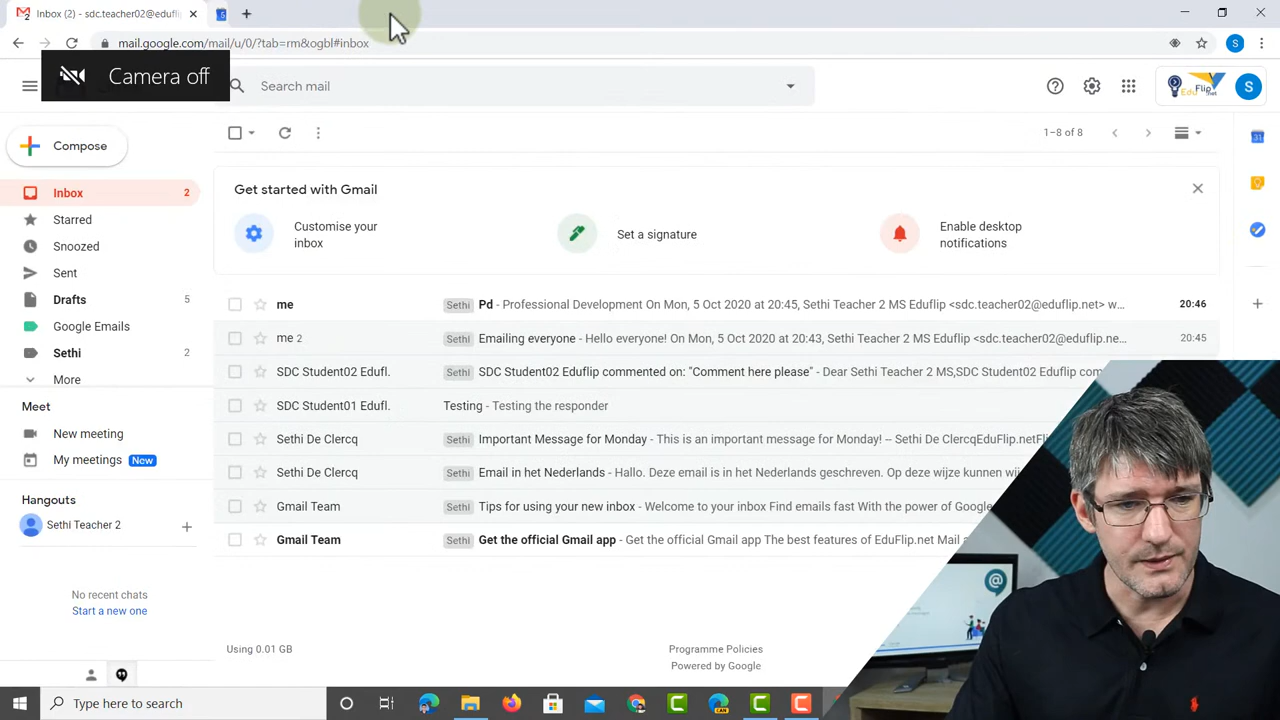 Inbox (2) - sdc.teacher02@eduflip
mail.google.com/mail/u/0/?tab=rm&ogbl#inbox
S
Camera off
Search mail
EduFlip.net
S
Compose
1–8 of 8
Inbox 2
Starred
Snoozed
Sent
Drafts 5
Google Emails
Sethi 2
More
Meet
New meeting
My meetings New
Hangouts
Sethi Teacher 2
No recent chats
Start a new one
Get started with Gmail
Customise your
inbox
Set a signature
Enable desktop
notifications
me Sethi Pd - Professional Development On Mon, 5 Oct 2020 at 20:45, Sethi Teacher 2 MS Eduflip <sdc.teacher02@eduflip.net> w... 20:46
me 2 Sethi Emailing everyone - Hello everyone! On Mon, 5 Oct 2020 at 20:43, Sethi Teacher 2 MS Eduflip <sdc.teacher02@eduflip.ne... 20:45
SDC Student02 Edufl. Sethi SDC Student02 Eduflip commented on: "Comment here please" - Dear Sethi Teacher 2 MS,SDC Student02 Eduflip com
SDC Student01 Edufl. Testing - Testing the responder
Sethi De Clercq Sethi Important Message for Monday - This is an important message for Monday! -- Sethi De ClercqEduFlip.netF
Sethi De Clercq Sethi Email in het Nederlands - Hallo. Deze email is in het Nederlands geschreven. Op deze wijze kunnen wij
Gmail Team Sethi Tips for using your new inbox - Welcome to your inbox Find emails fast With the power of Google
Gmail Team Sethi Get the official Gmail app - Get the official Gmail app The best features of EduFlip.net Mail a
Using 0.01 GB
Programme Policies
Powered by Google
Type here to search